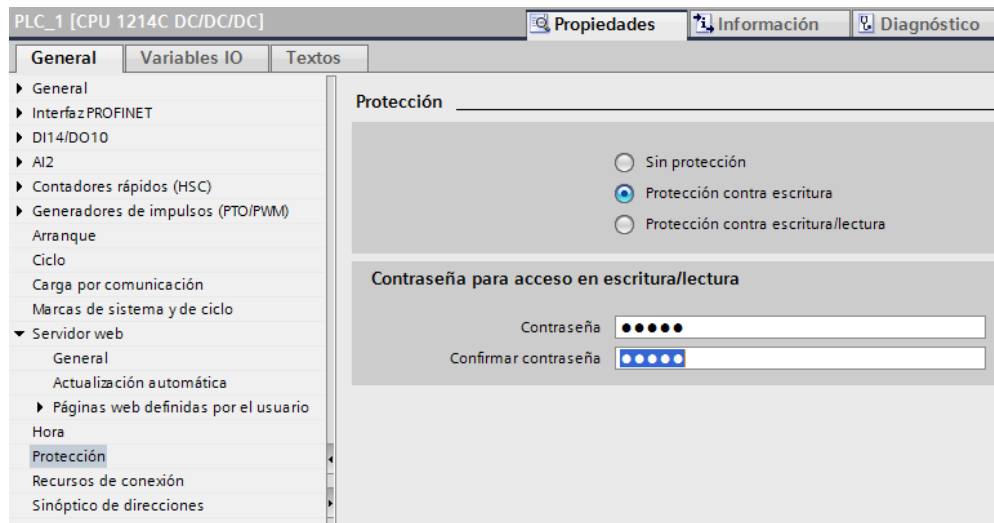 PLC_1 [CPU 1214C DC/DC/DC]
Propiedades
Información
Diagnóstico
General
Variables IO
Textos
General
Interfaz PROFINET
DI14/DO10
AI2
Contadores rápidos (HSC)
Generadores de impulsos (PTO/PWM)
Arranque
Ciclo
Carga por comunicación
Marcas de sistema y de ciclo
Servidor web
General
Actualización automática
Páginas web definidas por el usuario
Hora
Protección
Recursos de conexión
Sinóptico de direcciones
Protección
Sin protección
Protección contra escritura
Protección contra escritura/lectura
Contraseña para acceso en escritura/lectura
Contraseña ●●●●●
Confirmar contraseña ●●●●●